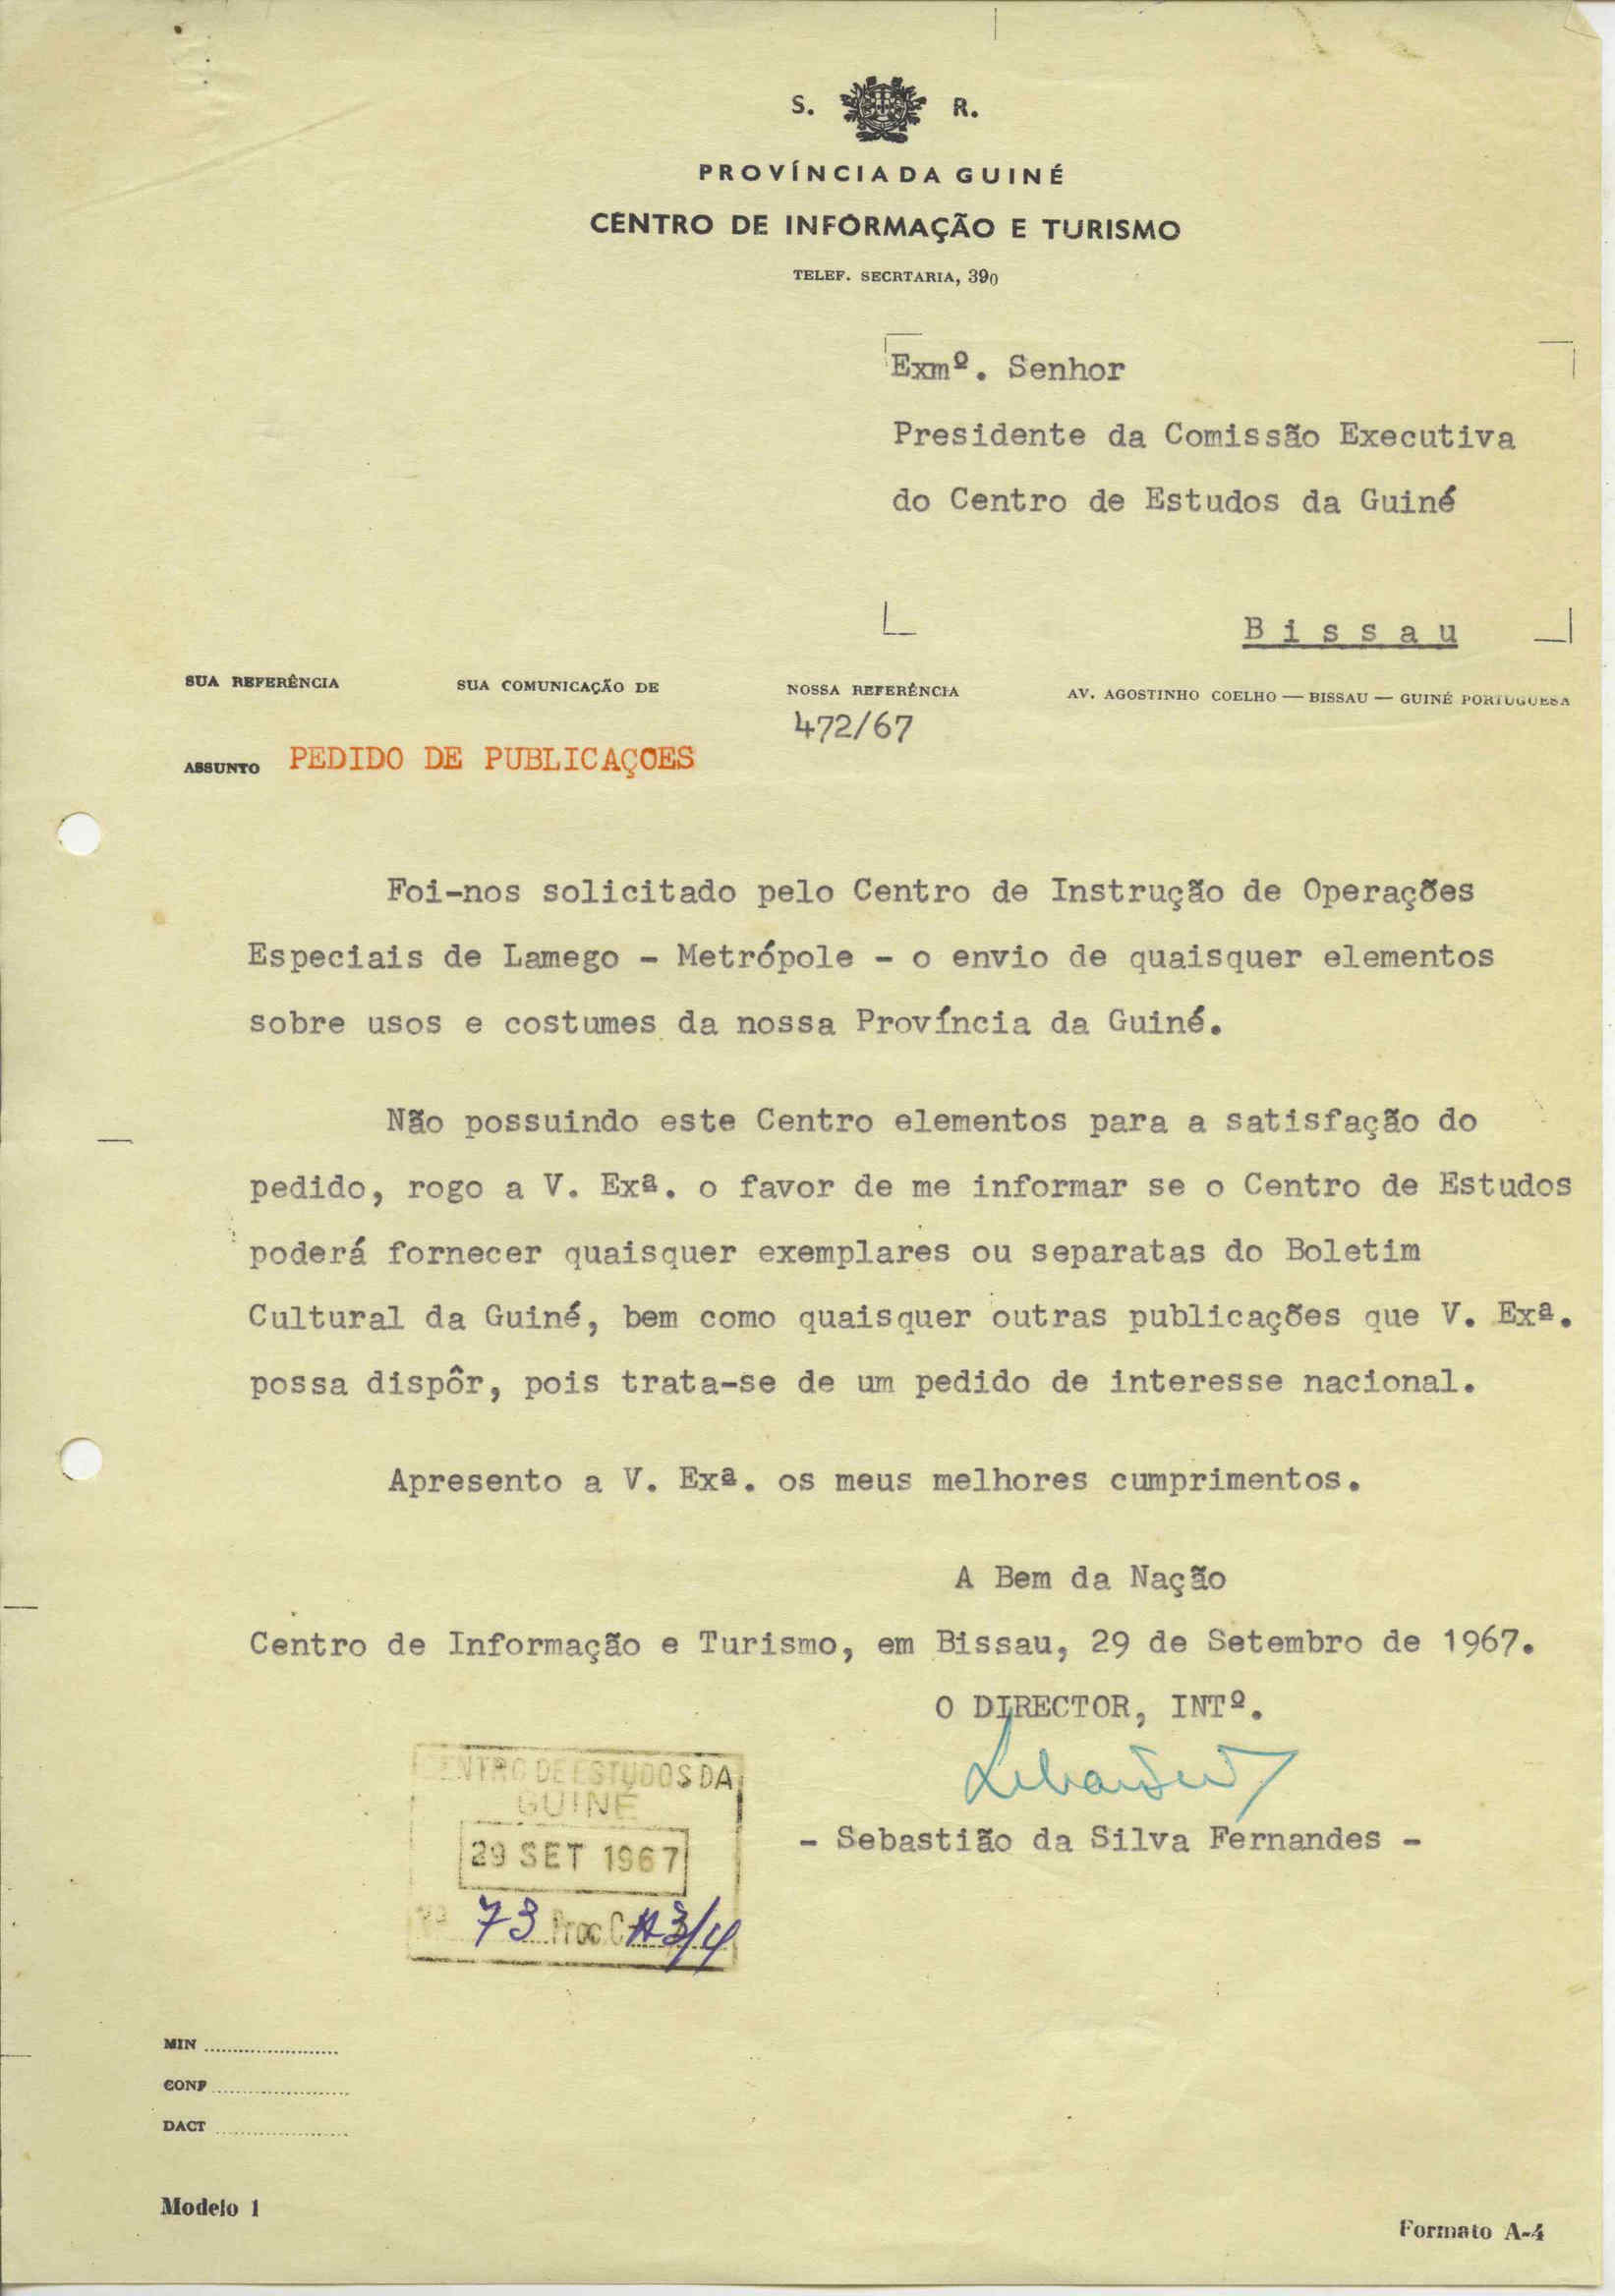 S. R.
PROVÍNCIA DA GUINÉ
CENTRO DE INFORMAÇÃO E TURISMO
TELEF. SECRTARIA, 390
Exmº. Senhor
Presidente da Comissão Executiva
do Centro de Estudos da Guiné
Bissau
SUA REFERÊNCIA SUA COMUNICAÇÃO DE NOSSA REFERÊNCIA AV. AGOSTINHO COELHO — BISSAU — GUINÉ PORTUGUESA
472/67
ASSUNTO PEDIDO DE PUBLICAÇOES
Foi-nos solicitado pelo Centro de Instrução de Operações
Especiais de Lamego - Metrópole - o envio de quaisquer elementos
sobre usos e costumes da nossa Província da Guiné.
Não possuindo este Centro elementos para a satisfação do
pedido, rogo a V. Exª. o favor de me informar se o Centro de Estudos
poderá fornecer quaisquer exemplares ou separatas do Boletim
Cultural da Guiné, bem como quaisquer outras publicações que V. Exª.
possa dispôr, pois trata-se de um pedido de interesse nacional.
Apresento a V. Exª. os meus melhores cumprimentos.
A Bem da Nação
Centro de Informação e Turismo, em Bissau, 29 de Setembro de 1967.
O DIRECTOR, INTº.
- Sebastião da Silva Fernandes -
CENTRO DE ESTUDOS DA
GUINÉ
29 SET 1967
Nº 73 Proc. C A3/4
MIN
CONF
DACT
Modelo 1
Formato A-4